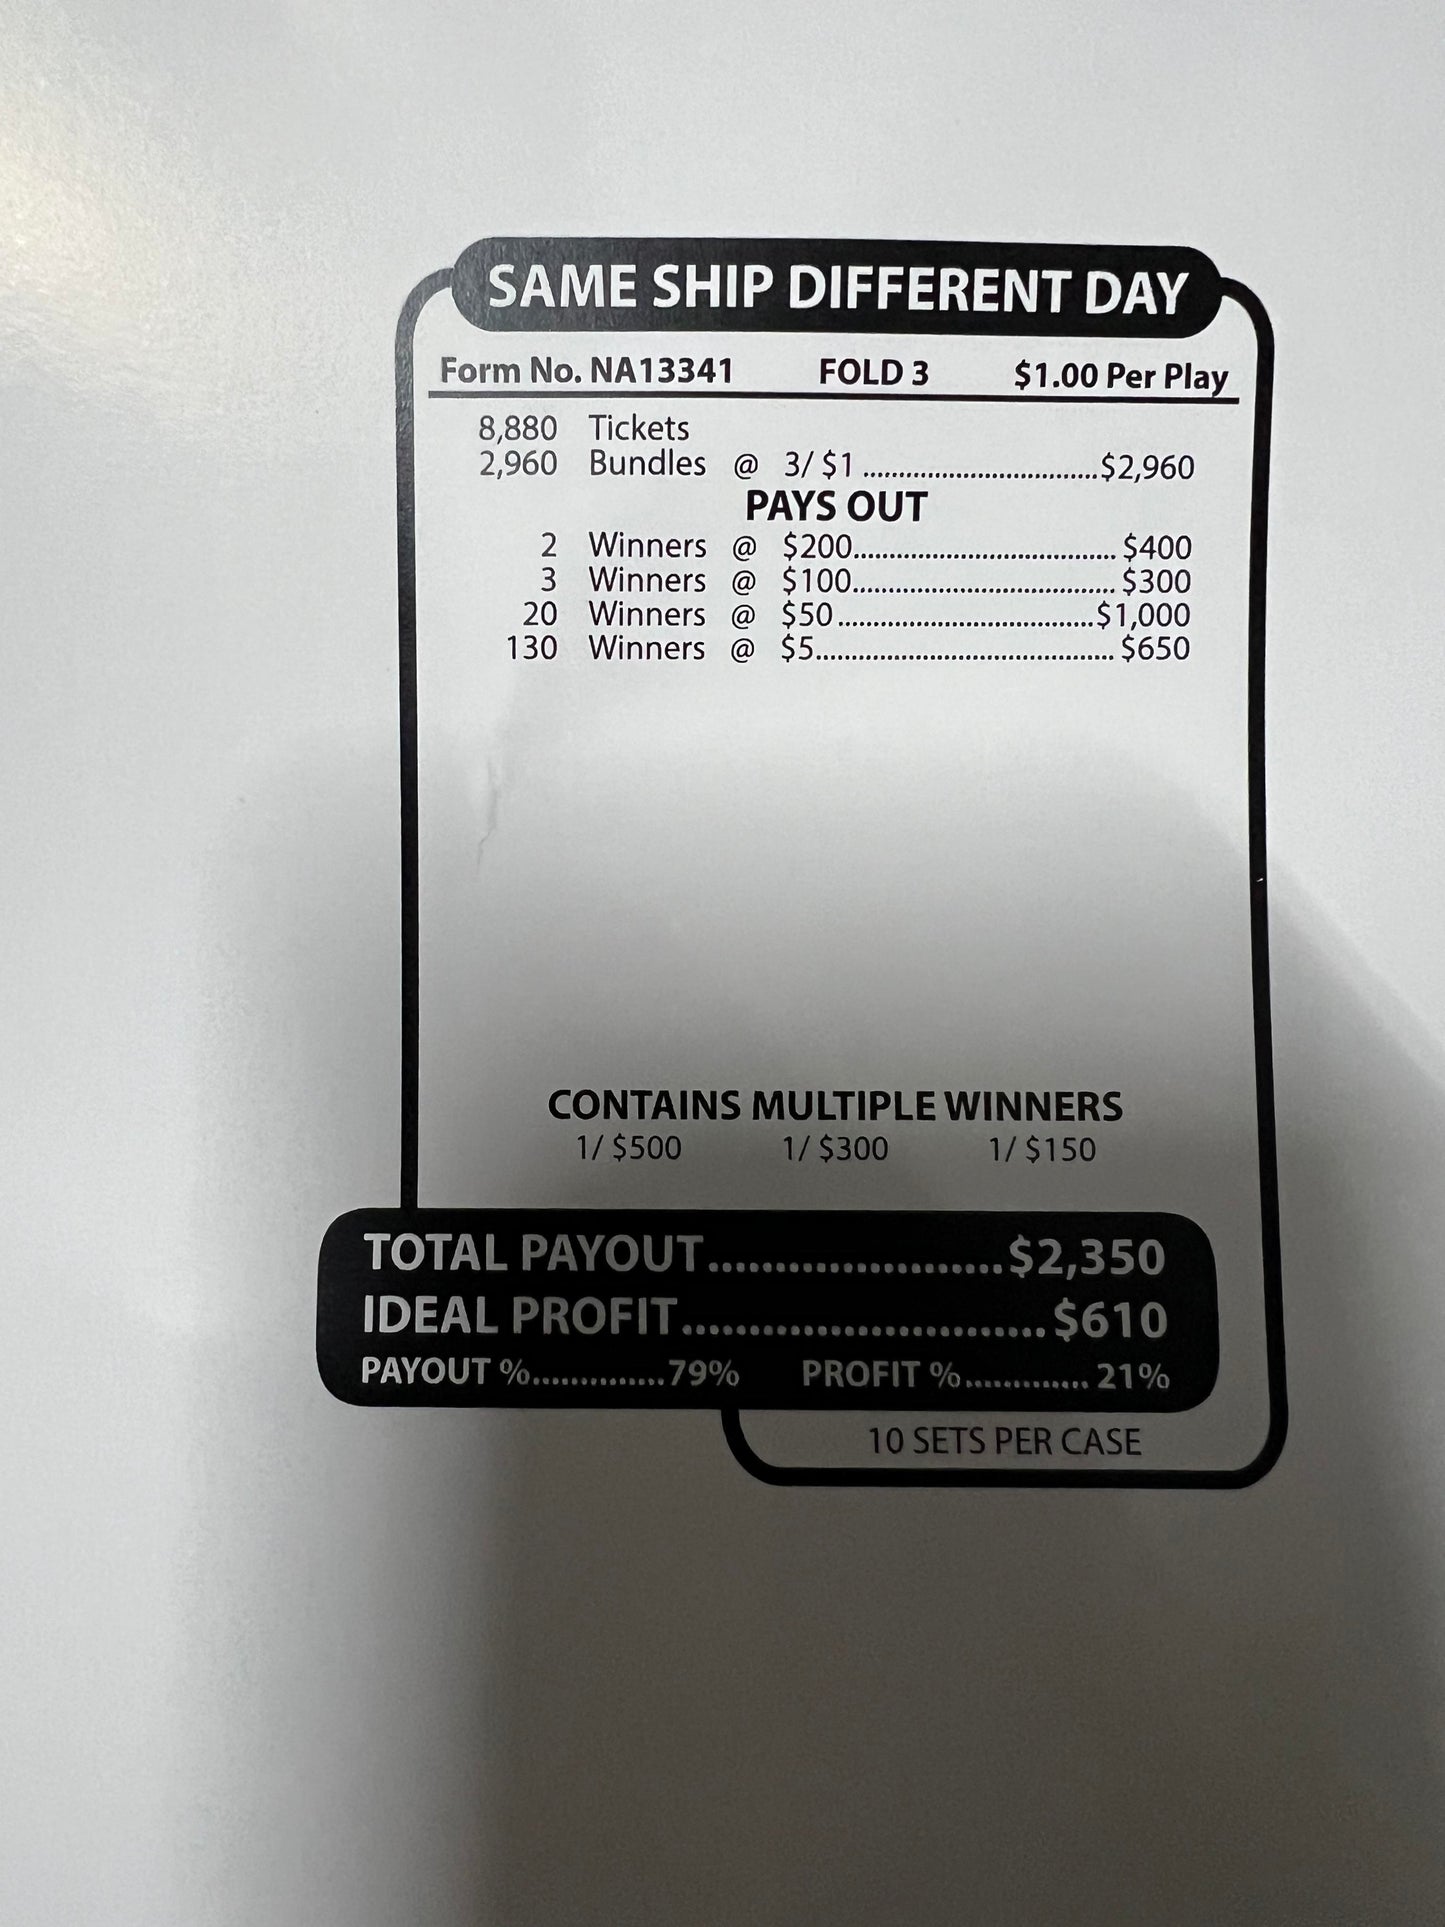 SAME SHIP DIFFERENT DAY
Form No. NA13341 FOLD 3 $1.00 Per Play
8,880 Tickets
2,960 Bundles @ 3/ $1 ................................. $2,960
PAYS OUT
2 Winners @ $200..................................... $400
3 Winners @ $100..................................... $300
20 Winners @ $50 .................................... $1,000
130 Winners @ $5......................................... $650
CONTAINS MULTIPLE WINNERS
1/ $500 1/ $300 1/ $150
TOTAL PAYOUT...................... $2,350
IDEAL PROFIT........................... $610
PAYOUT %.............. 79% PROFIT %............. 21%
10 SETS PER CASE